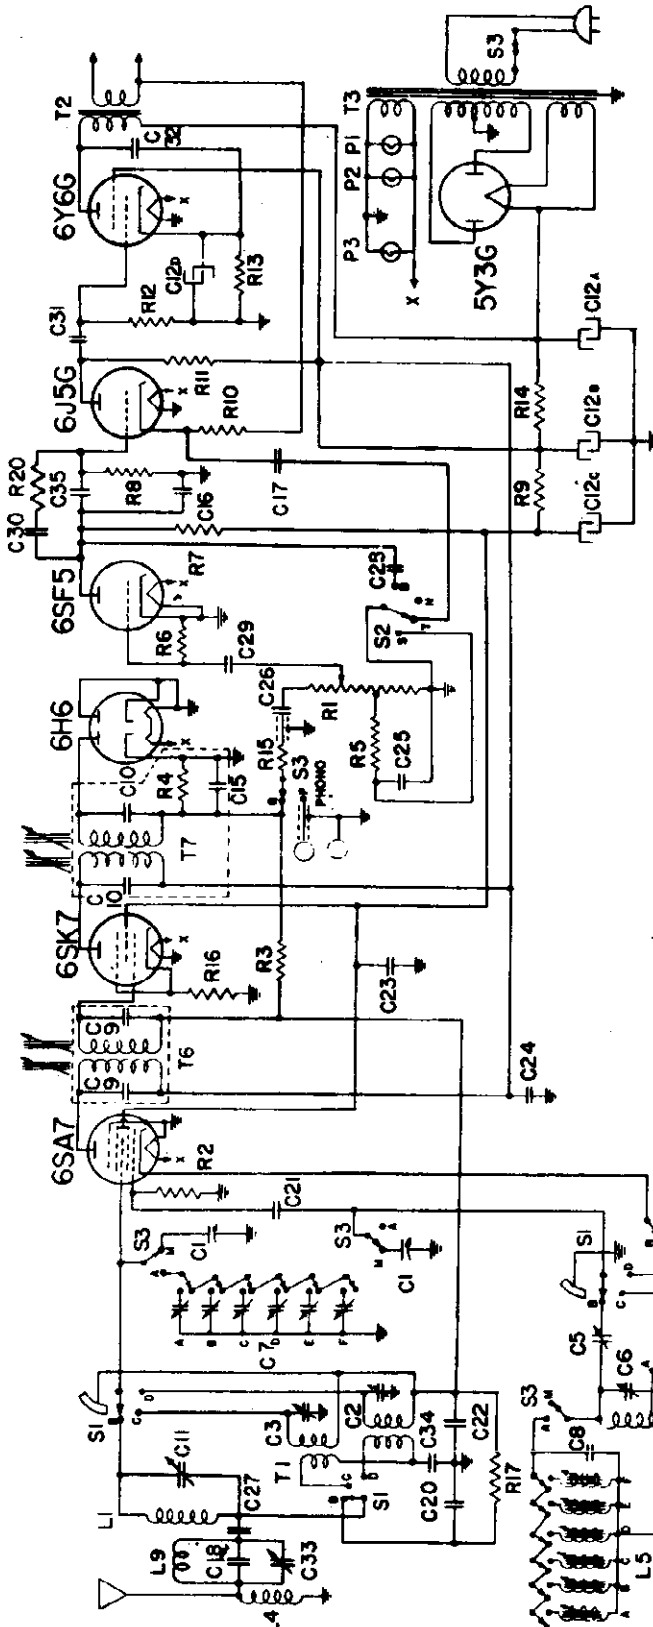 6SA7
6SK7
6H6
6SF5
6J5G
6Y6G
T2
C30
R20
C35
C31
C
32
R12
C12D
R13
R11
R10
R8
C16
C17
R7
R6
C29
C28
S2
S
T
N
C26
R1
R5
C25
R15
S3
B
P
PHONO
C10
R4
C15
T7
C
10
R16
R3
C23
C
9
C
9
T6
C24
R2
X
X
X
X
X
X
C21
S3
A
M
C1
S3
A
M
C1
C7
A
B
C
D
E
F
S1
B
C
D
C11
L1
L9
C18
C27
C33
C3
C2
T1
B
C
D
S1
C34
C22
C20
R17
S1
B
C
D
C5
C6
S3
A
M
C8
L5
A
B
C
D
E
F
A
B
T3
P1
P2
P3
S3
5Y3G
R14
R9
C12A
C12B
C12C